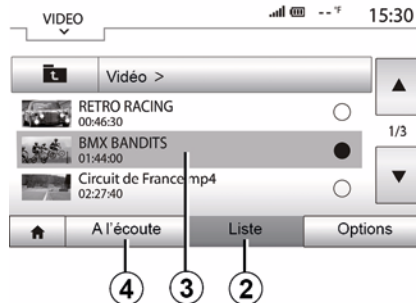 VIDEO
--°F
15:30
Vidéo >
RETRO RACING
00:46:30
1/3
BMX BANDITS
01:44:00
Circuit de France mp4
02:27:40
A l'écoute
Liste
Options
4
3
2